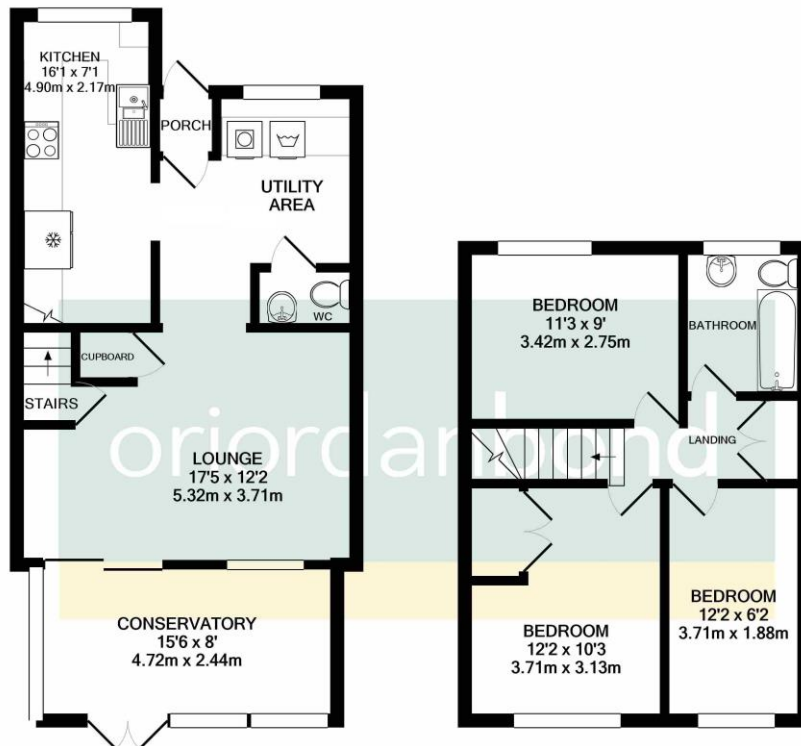 KITCHEN
16'1 x 7'1
4.90m x 2.17m
PORCH
UTILITY
AREA
WC
CUPBOARD
STAIRS
LOUNGE
17'5 x 12'2
5.32m x 3.71m
CONSERVATORY
15'6 x 8'
4.72m x 2.44m
BEDROOM
11'3 x 9'
3.42m x 2.75m
BATHROOM
LANDING
BEDROOM
12'2 x 10'3
3.71m x 3.13m
BEDROOM
12'2 x 6'2
3.71m x 1.88m
oriordanbond